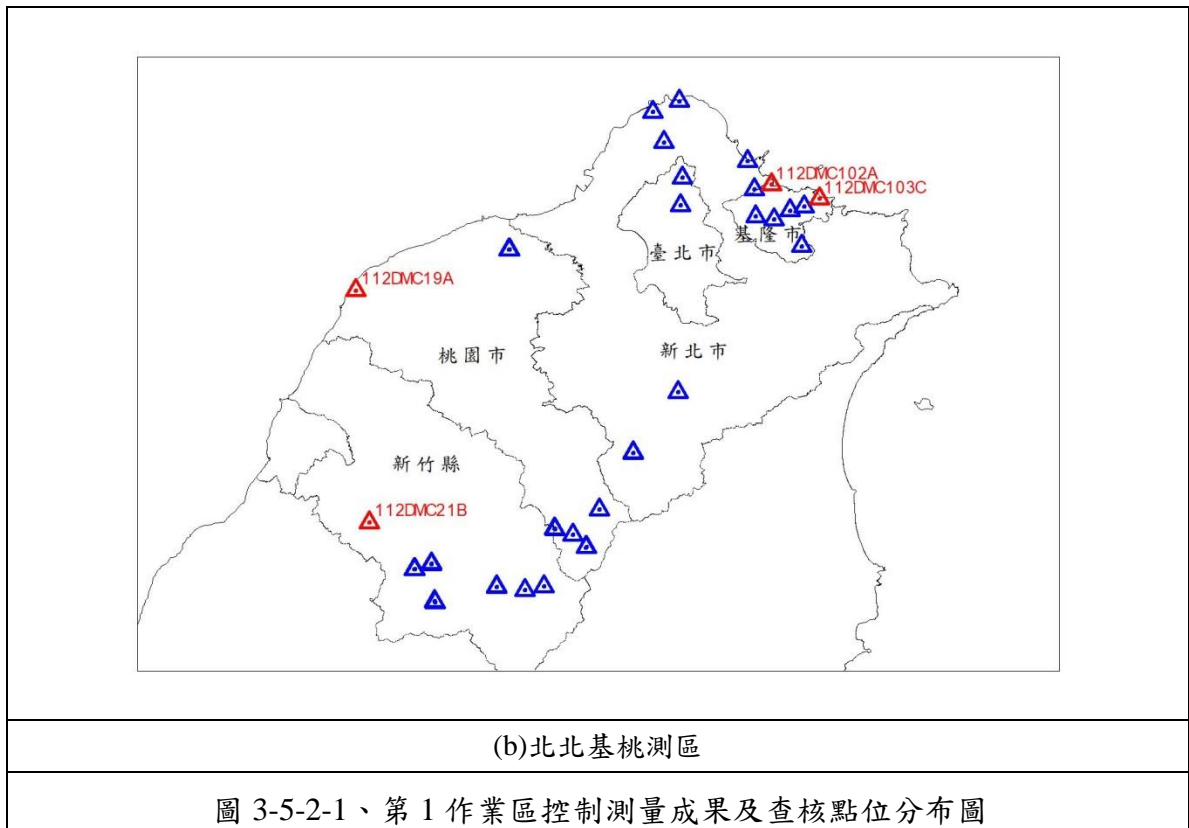 112DMC102A
112DMC103C
基隆市
臺北市
112DMC19A
桃園市
新北市
新竹縣
112DMC21B
(b)北北基桃測區
圖 3-5-2-1、第 1 作業區控制測量成果及查核點位分布圖